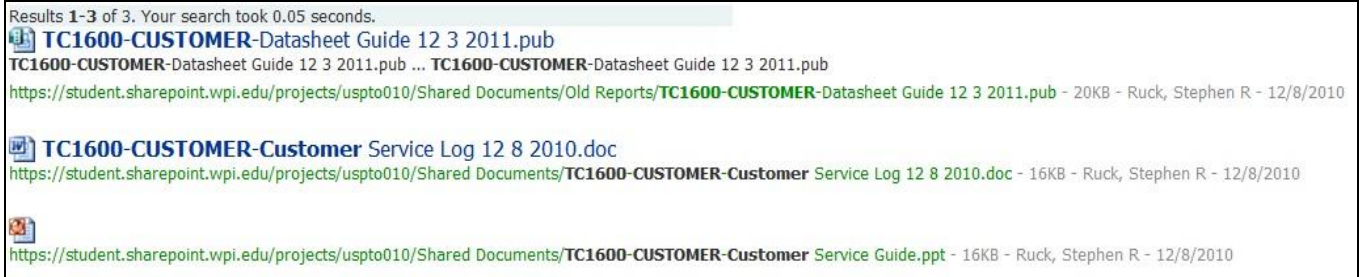 Results 1-3 of 3. Your search took 0.05 seconds.
TC1600-CUSTOMER-Datasheet Guide 12 3 2011.pub
TC1600-CUSTOMER-Datasheet Guide 12 3 2011.pub ... TC1600-CUSTOMER-Datasheet Guide 12 3 2011.pub
https://student.sharepoint.wpi.edu/projects/uspto010/Shared Documents/Old Reports/TC1600-CUSTOMER-Datasheet Guide 12 3 2011.pub - 20KB - Ruck, Stephen R - 12/8/2010
TC1600-CUSTOMER-Customer Service Log 12 8 2010.doc
https://student.sharepoint.wpi.edu/projects/uspto010/Shared Documents/TC1600-CUSTOMER-Customer Service Log 12 8 2010.doc - 16KB - Ruck, Stephen R - 12/8/2010
https://student.sharepoint.wpi.edu/projects/uspto010/Shared Documents/TC1600-CUSTOMER-Customer Service Guide.ppt - 16KB - Ruck, Stephen R - 12/8/2010